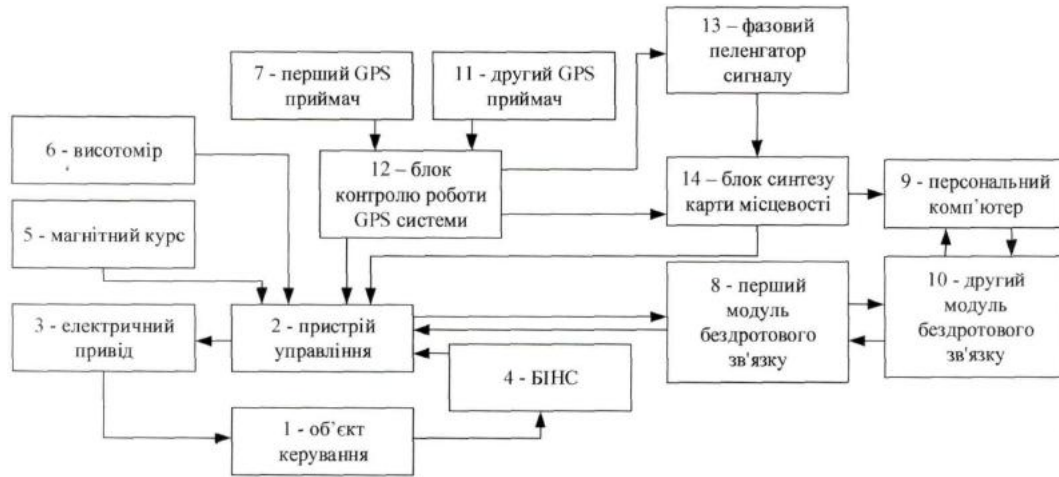 13 – фазовий
пеленгатор
сигналу
7 - перший GPS
приймач
11 - другий GPS
приймач
6 - висотомір
12 – блок
контролю роботи
GPS системи
14 – блок синтезу
карти місцевості
9 - персональний
комп’ютер
5 - магнітний курс
8 - перший
модуль
бездротового
зв'язку
10 - другий
модуль
бездротового
зв'язку
3 - електричний
привід
2 - пристрій
управління
4 - БІНС
1 - об’єкт
керування